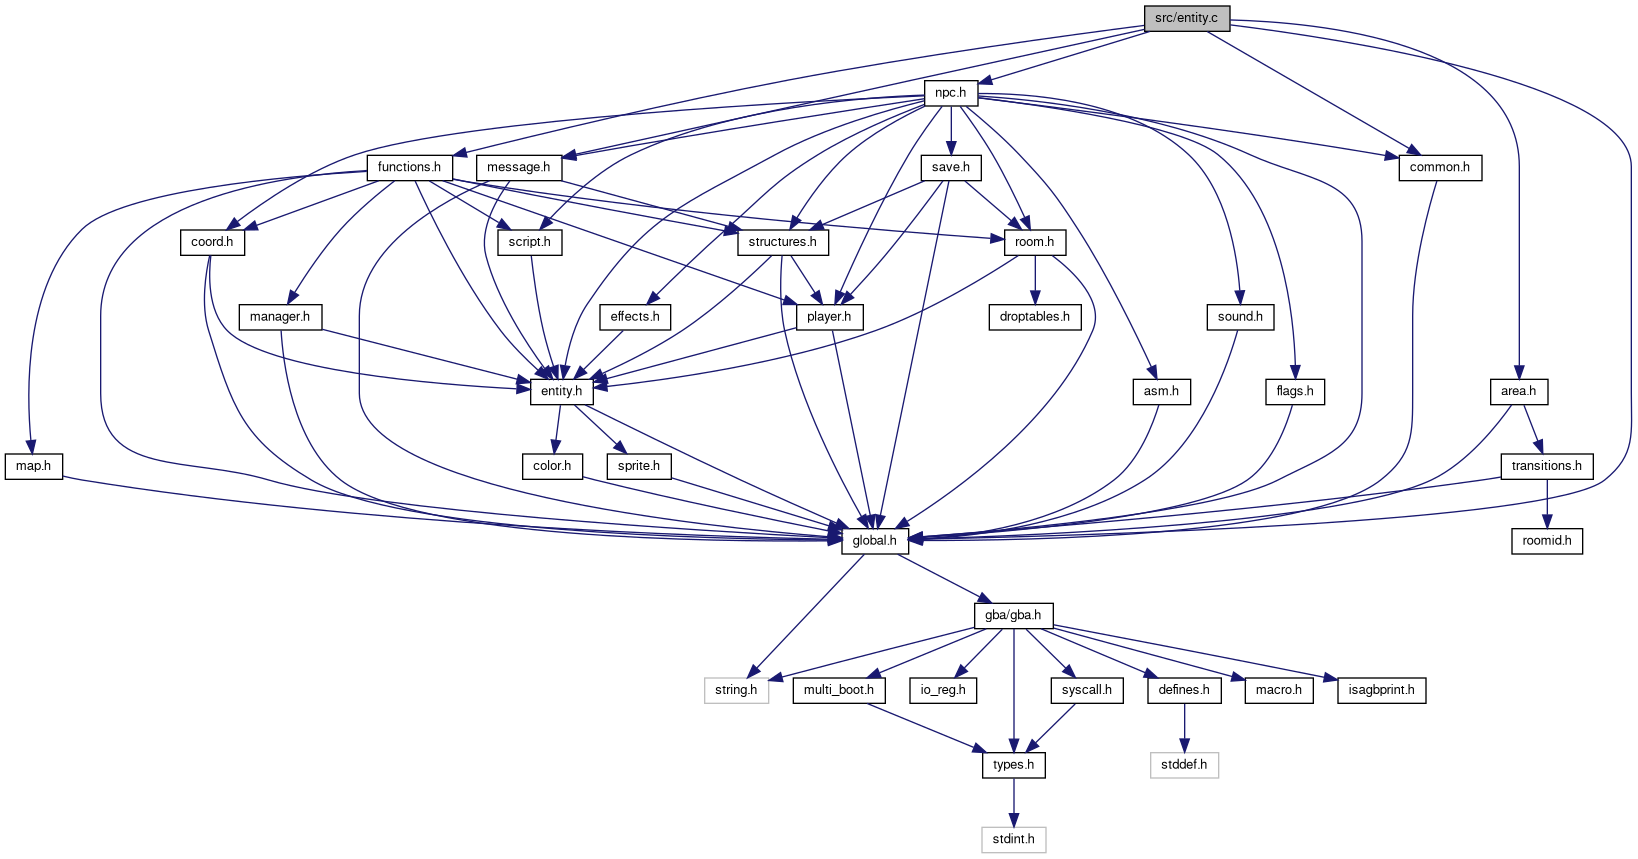 src/entity.c
npc.h
functions.h
message.h
save.h
common.h
coord.h
script.h
structures.h
room.h
manager.h
effects.h
player.h
droptables.h
sound.h
entity.h
asm.h
flags.h
area.h
map.h
color.h
sprite.h
transitions.h
global.h
roomid.h
gba/gba.h
string.h
multi_boot.h
io_reg.h
syscall.h
defines.h
macro.h
isagbprint.h
types.h
stddef.h
stdint.h